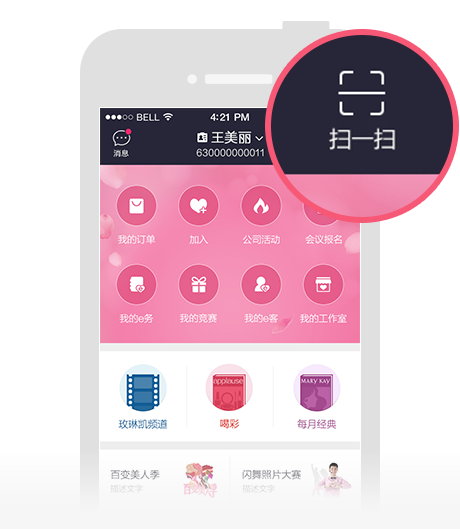 BELL 4:21 PM
消息
王美丽
630000000011
扫一扫
我的订单 加入 公司活动 会议报名
我的e务 我的竞赛 我的e客 我的工作室
applause MARY KAY
玫琳凯频道 喝彩 每月经典
百变美人季 闪舞照片大赛
描述文字 描述文字